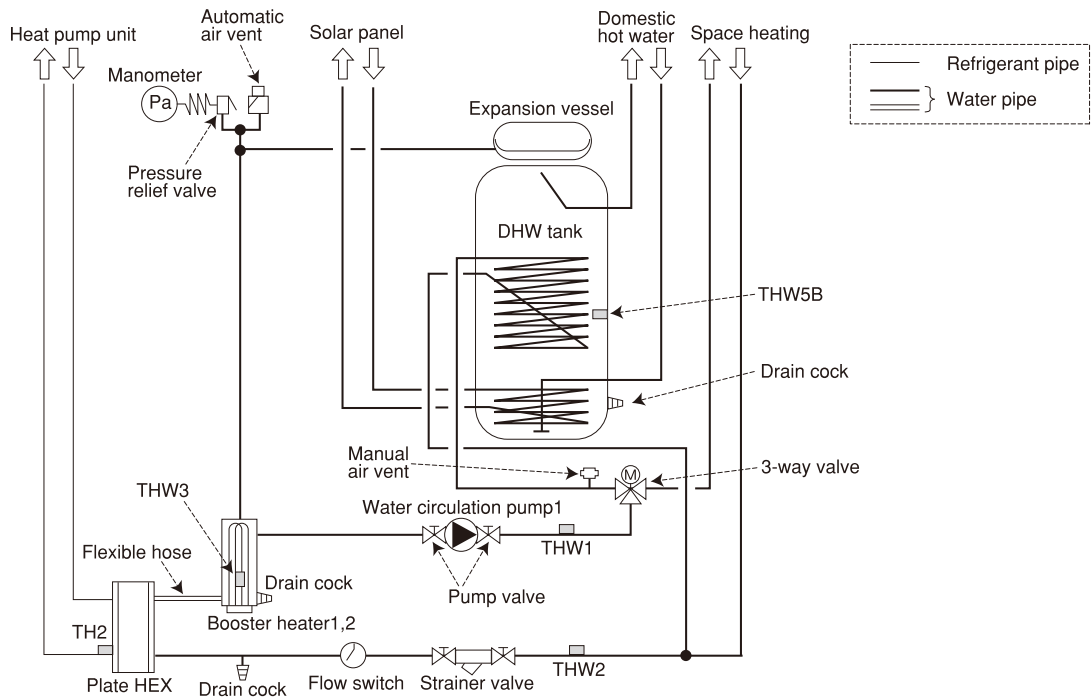 Heat pump unit
Automatic
air vent
Solar panel
Domestic
hot water
Space heating
Refrigerant pipe
Water pipe
Manometer
Pa
Expansion vessel
Pressure
relief valve
DHW tank
THW5B
Drain cock
Manual
air vent
M
3-way valve
THW3
Water circulation pump1
THW1
Flexible hose
Drain cock
Pump valve
Booster heater1,2
TH2
THW2
Plate HEX
Drain cock
Flow switch
Strainer valve